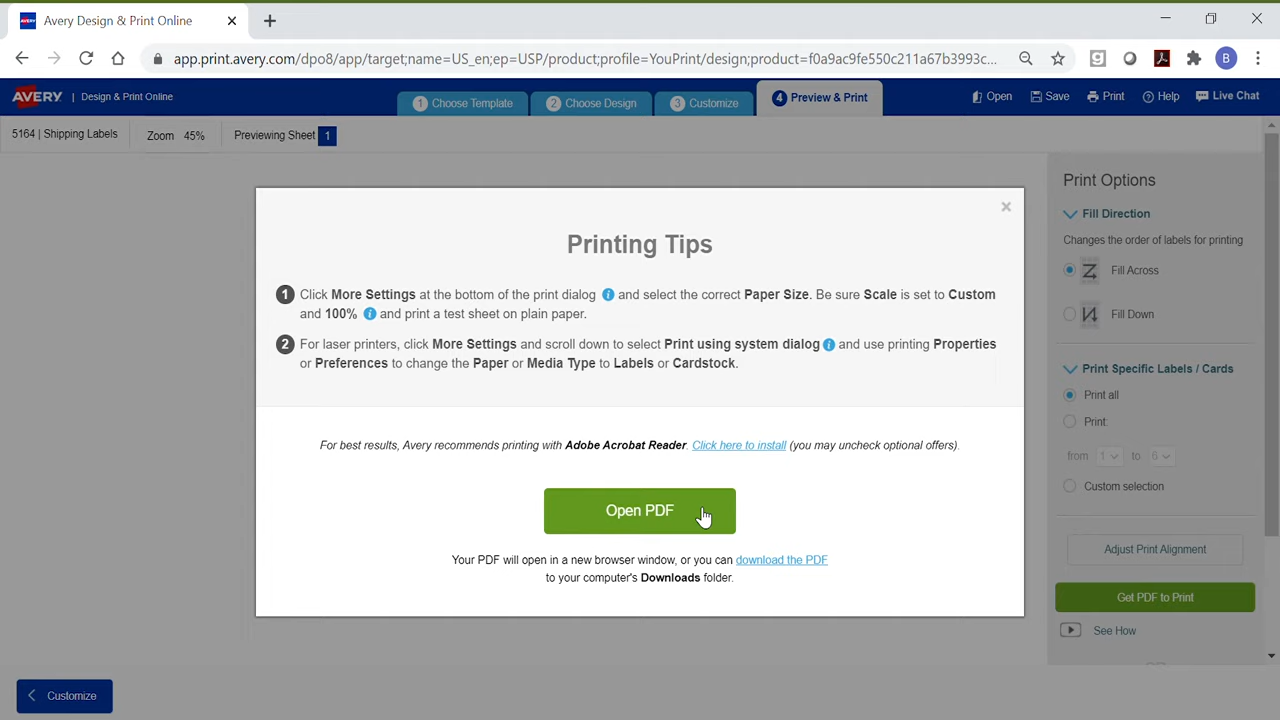 Avery Design & Print Online
app.print.avery.com/dpo8/app/target;name=US_en;ep=USP/product;profile=YouPrint/design;product=f0a9ac9fe550c211a67b3993c...
B
AVERY | Design & Print Online
1 Choose Template
2 Choose Design
3 Customize
4 Preview & Print
Open
Save
Print
Help
Live Chat
5164 | Shipping Labels
Zoom 45%
Previewing Sheet 1
Printing Tips
1 Click More Settings at the bottom of the print dialog i and select the correct Paper Size. Be sure Scale is set to Custom
and 100% i and print a test sheet on plain paper.
2 For laser printers, click More Settings and scroll down to select Print using system dialog i and use printing Properties
or Preferences to change the Paper or Media Type to Labels or Cardstock.
For best results, Avery recommends printing with Adobe Acrobat Reader. Click here to install (you may uncheck optional offers).
Open PDF
Your PDF will open in a new browser window, or you can download the PDF
to your computer's Downloads folder.
Print Options
Fill Direction
Changes the order of labels for printing
Fill Across
Fill Down
Print Specific Labels / Cards
Print all
Print:
from 1 to 6
Custom selection
Adjust Print Alignment
Get PDF to Print
See How
Customize